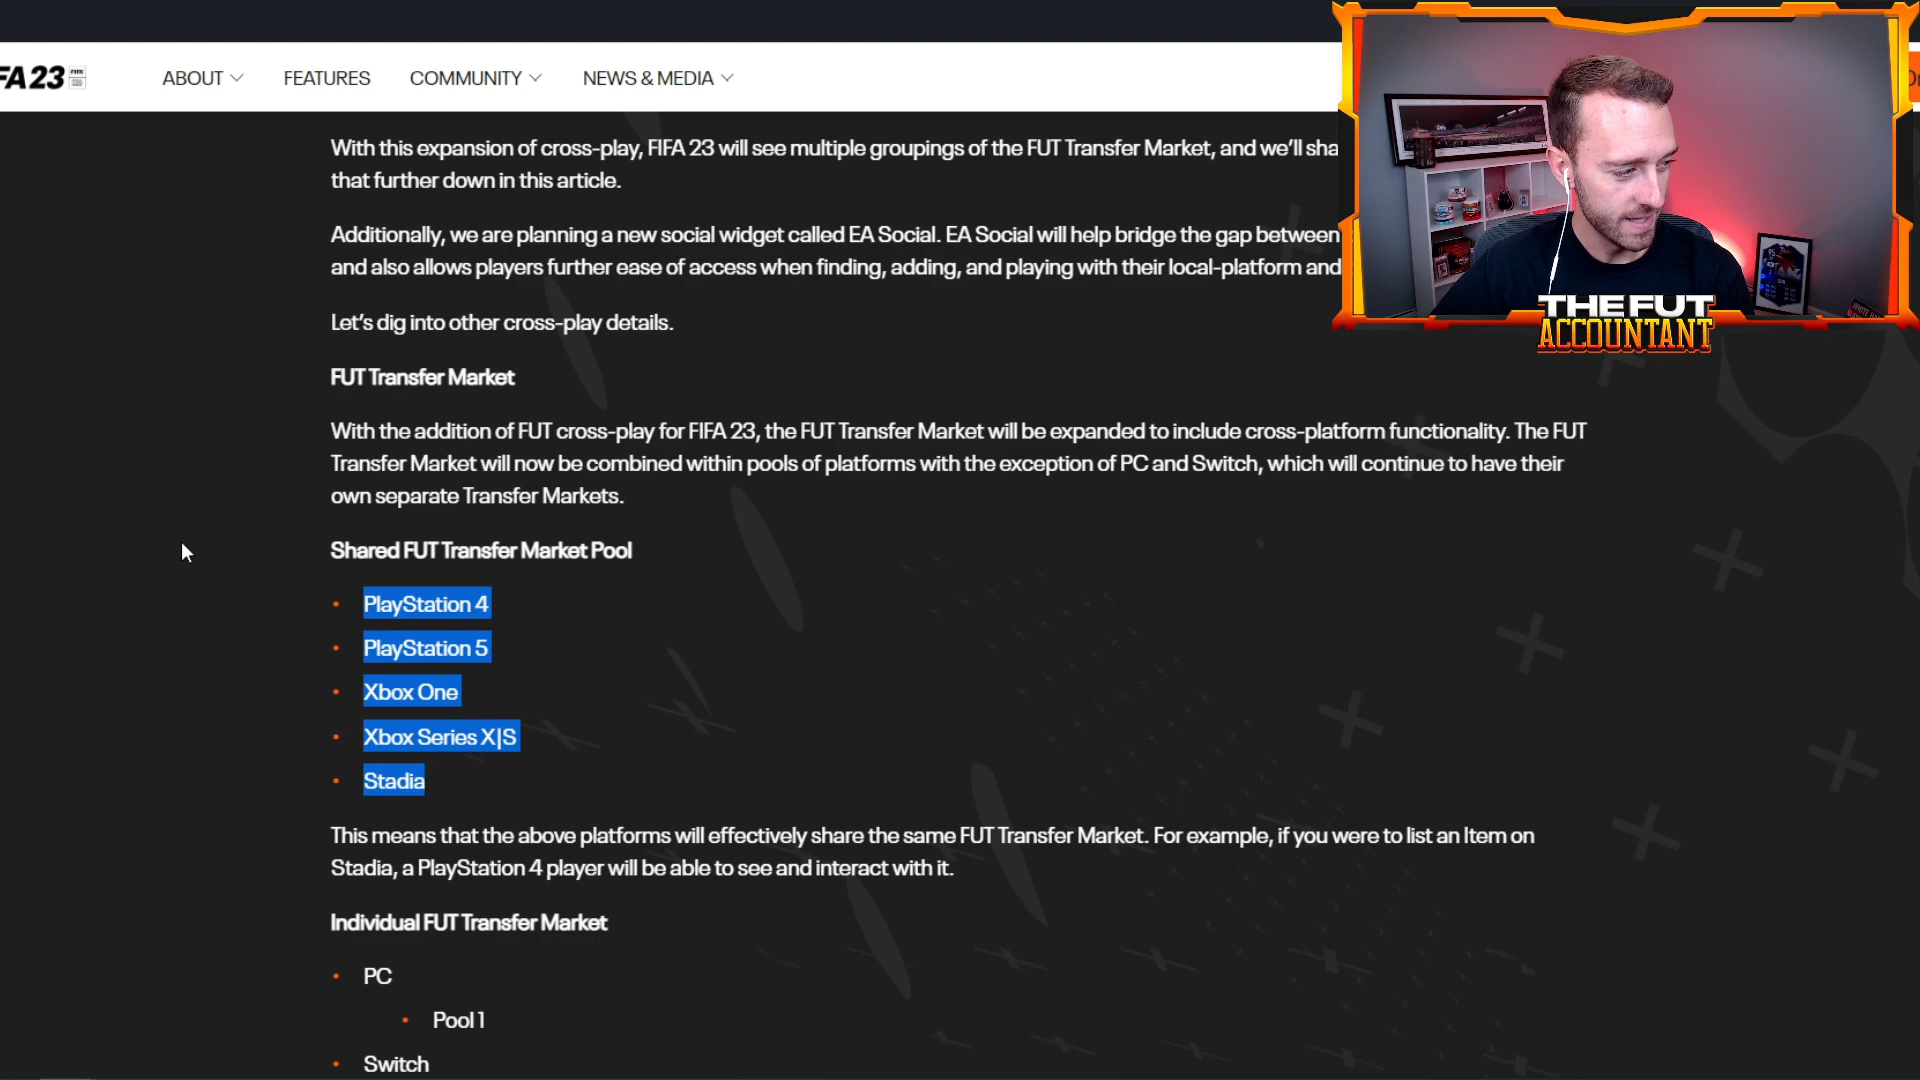 FA 23
ABOUT
FEATURES
COMMUNITY
NEWS & MEDIA
With this expansion of cross-play, FIFA 23 will see multiple groupings of the FUT Transfer Market, and we'll sha
that further down in this article.
Additionally, we are planning a new social widget called EA Social. EA Social will help bridge the gap between
and also allows players further ease of access when finding, adding, and playing with their local-platform and
Let's dig into other cross-play details.
FUT Transfer Market
With the addition of FUT cross-play for FIFA 23, the FUT Transfer Market will be expanded to include cross-platform functionality. The FUT
Transfer Market will now be combined within pools of platforms with the exception of PC and Switch, which will continue to have their
own separate Transfer Markets.
Shared FUT Transfer Market Pool
• PlayStation 4
• PlayStation 5
• Xbox One
• Xbox Series X|S
• Stadia
This means that the above platforms will effectively share the same FUT Transfer Market. For example, if you were to list an Item on
Stadia, a PlayStation 4 player will be able to see and interact with it.
Individual FUT Transfer Market
• PC
• Pool 1
• Switch
THE FUT
ACCOUNTANT